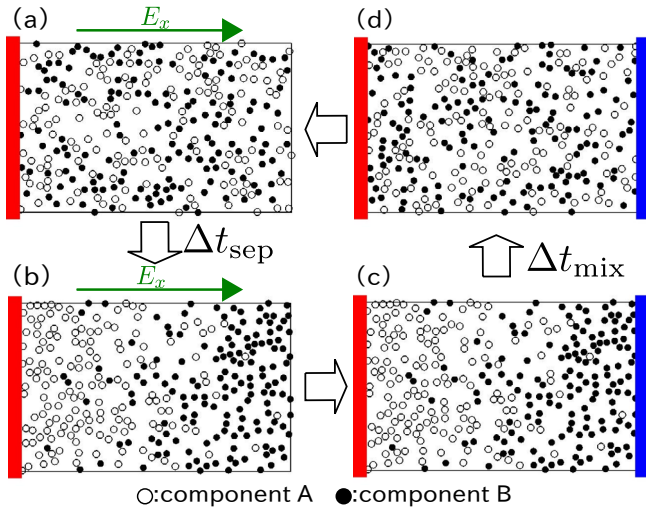 (a)
E_x
(d)
Δt_sep
(b)
E_x
(c)
Δt_mix
○:component A ●:component B